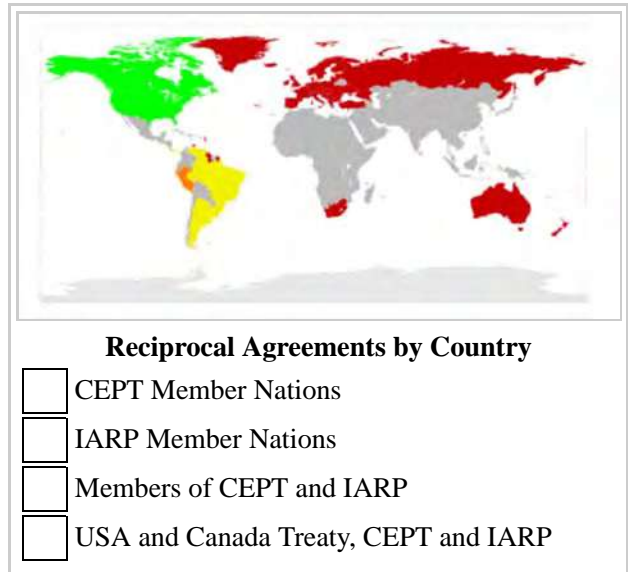 Reciprocal Agreements by Country
CEPT Member Nations
IARP Member Nations
Members of CEPT and IARP
USA and Canada Treaty, CEPT and IARP